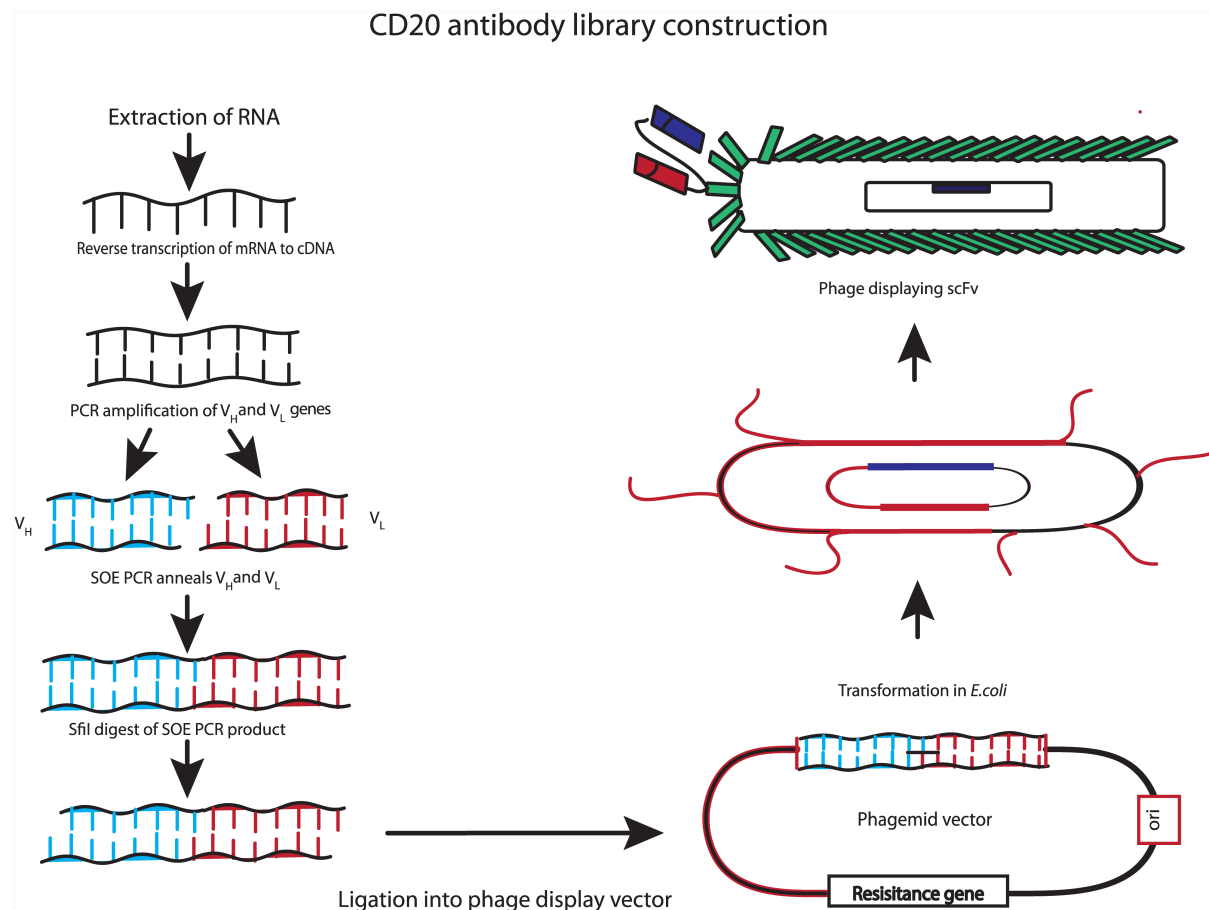 CD20 antibody library construction
Extraction of RNA
Reverse transcription of mRNA to cDNA
PCR amplification of VH and VL genes
VH
VL
SOE PCR anneals VH and VL
SfiI digest of SOE PCR product
Ligation into phage display vector
Phagemid vector
ori
Resisitance gene
Transformation in E.coli
Phage displaying scFv